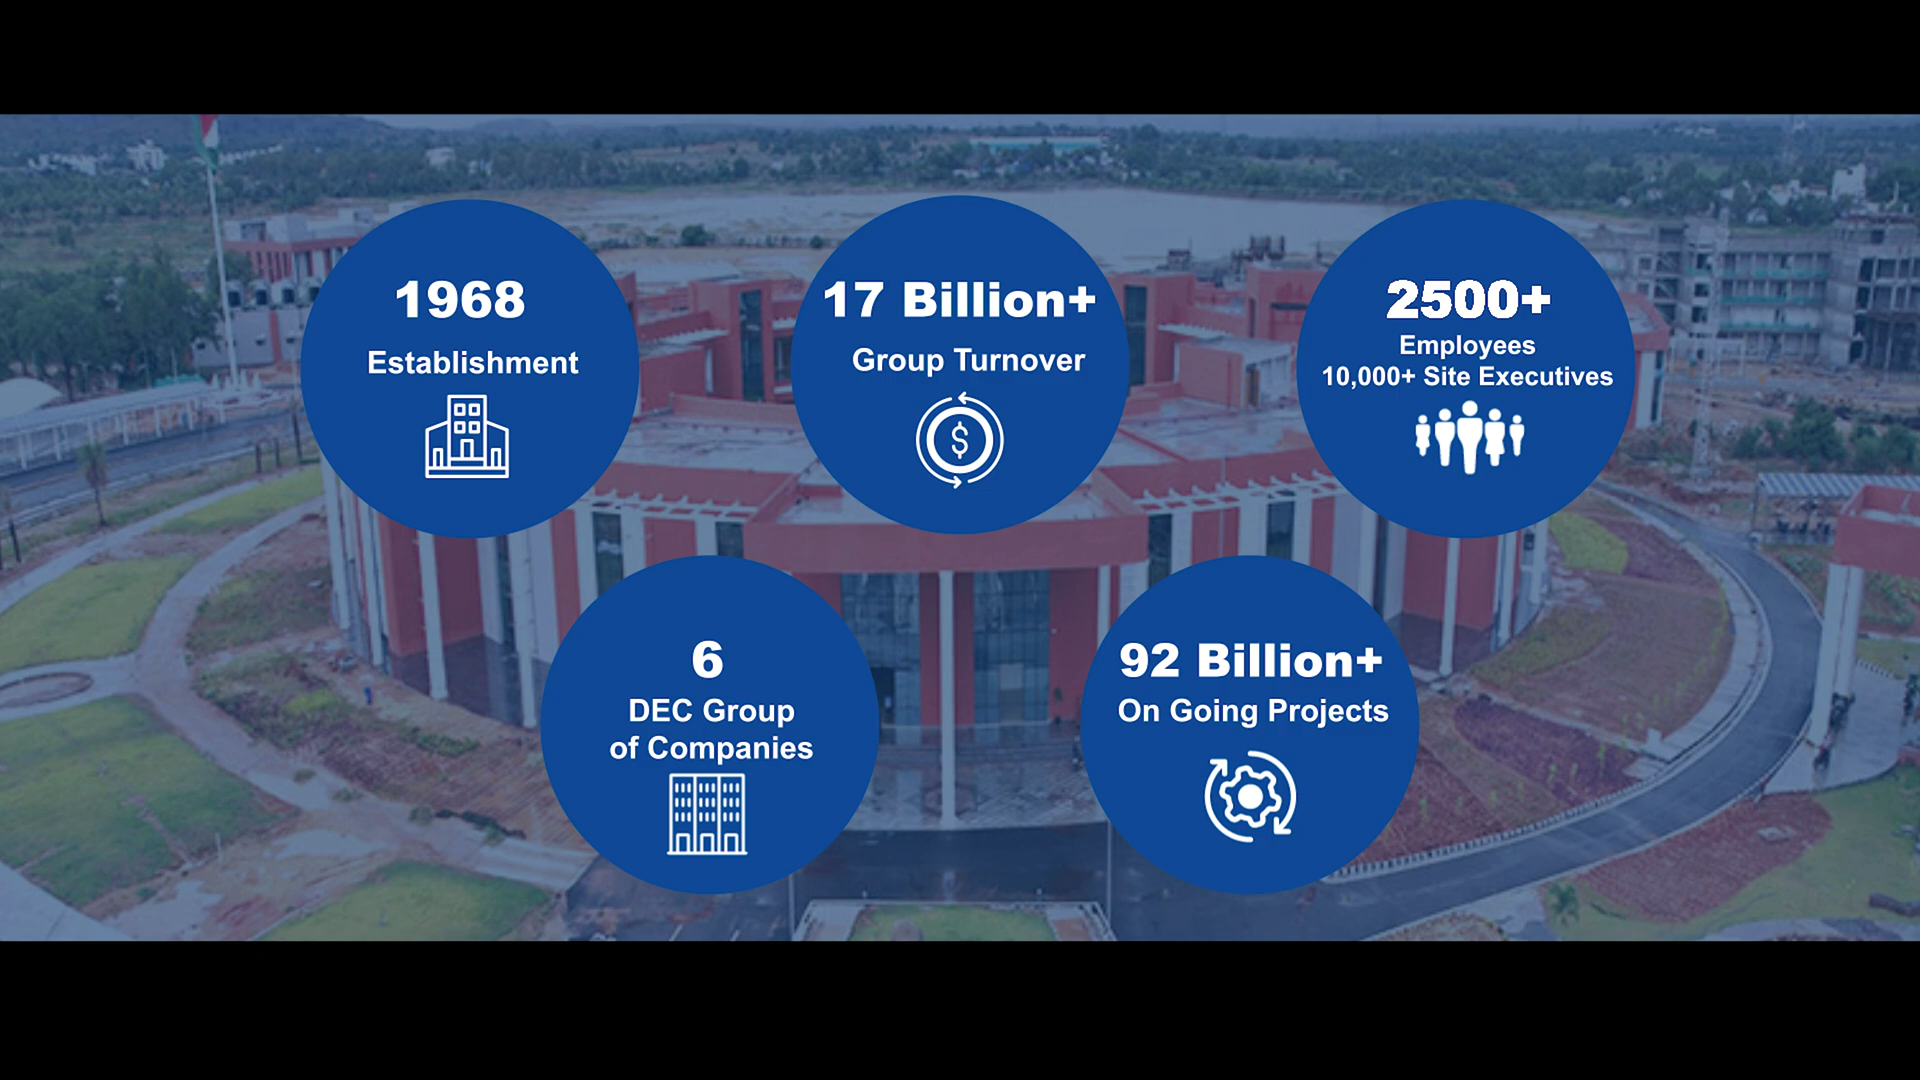 1968
Establishment
17 Billion+
Group Turnover
$
2500+
Employees
10,000+ Site Executives
6
DEC Group
of Companies
92 Billion+
On Going Projects